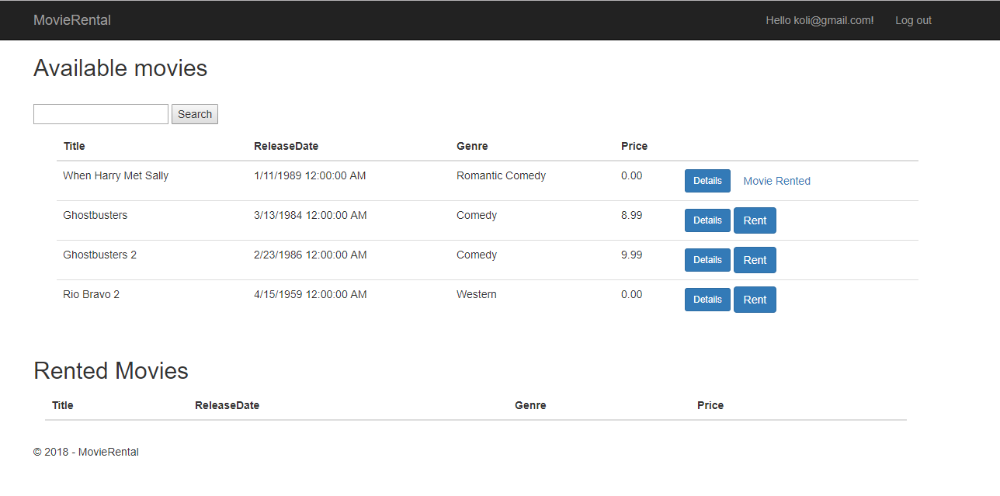 MovieRental Hello koli@gmail.com! Log out
Available movies
Search
Title ReleaseDate Genre Price
When Harry Met Sally 1/11/1989 12:00:00 AM Romantic Comedy 0.00 Details Movie Rented
Ghostbusters 3/13/1984 12:00:00 AM Comedy 8.99 Details Rent
Ghostbusters 2 2/23/1986 12:00:00 AM Comedy 9.99 Details Rent
Rio Bravo 2 4/15/1959 12:00:00 AM Western 0.00 Details Rent
Rented Movies
Title ReleaseDate Genre Price
© 2018 - MovieRental